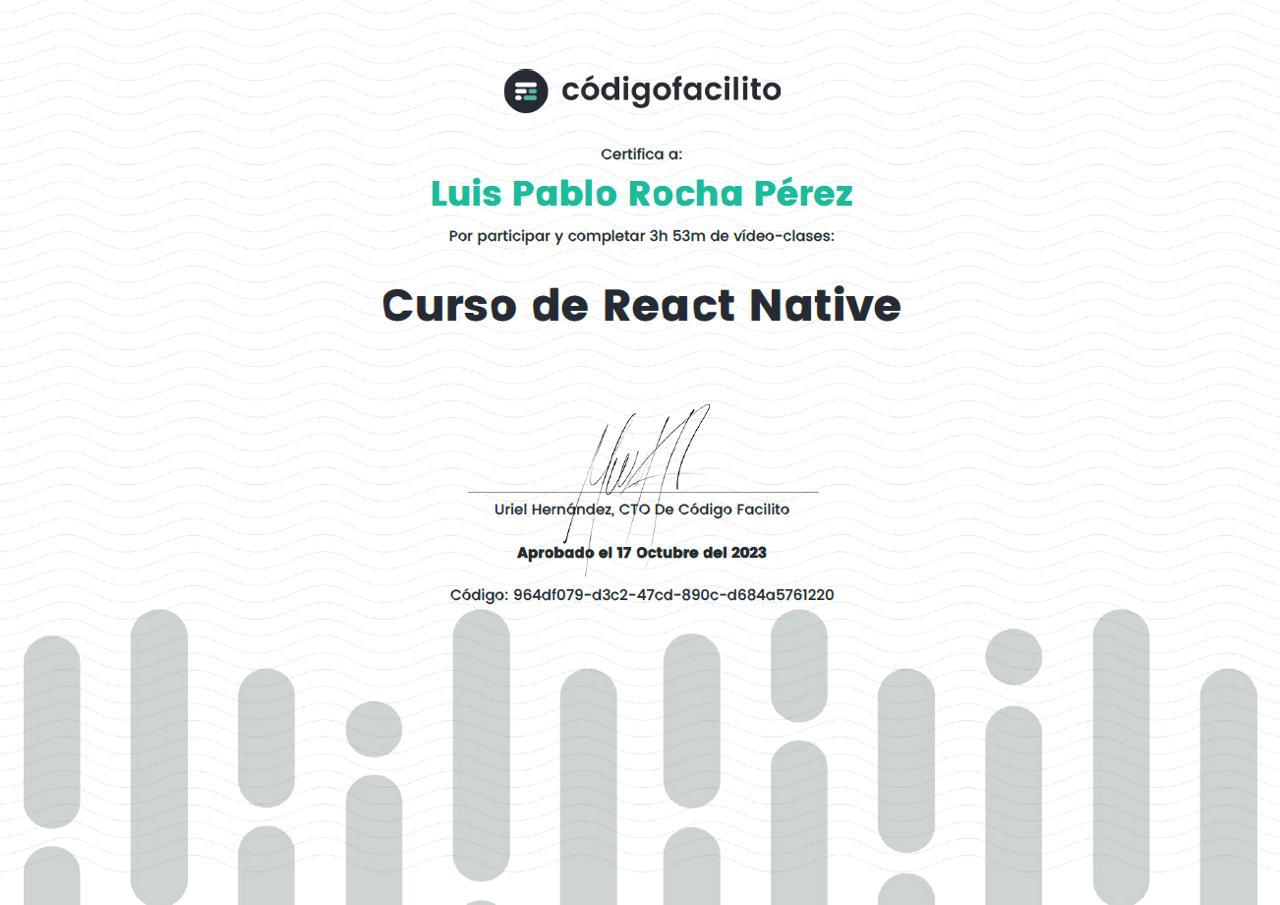 códigofacilito
Certifica a:
Luis Pablo Rocha Pérez
Por participar y completar 3h 53m de vídeo-clases:
Curso de React Native
Uriel Hernández, CTO De Código Facilito
Aprobado el 17 Octubre del 2023
Código: 964df079-d3c2-47cd-890c-d684a5761220